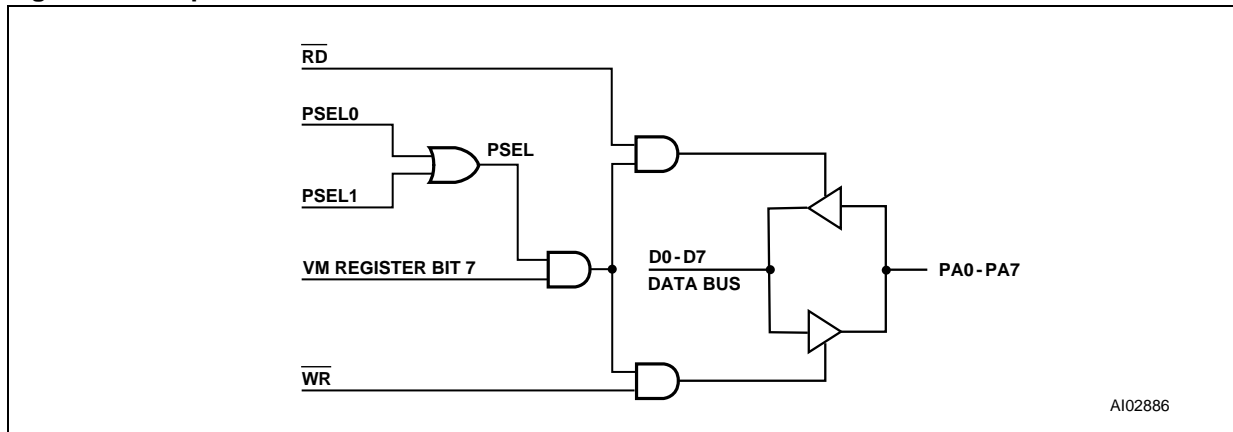 RD
PSEL0
PSEL
PSEL1
VM REGISTER BIT 7
D0-D7
DATA BUS
PA0-PA7
WR
AI02886